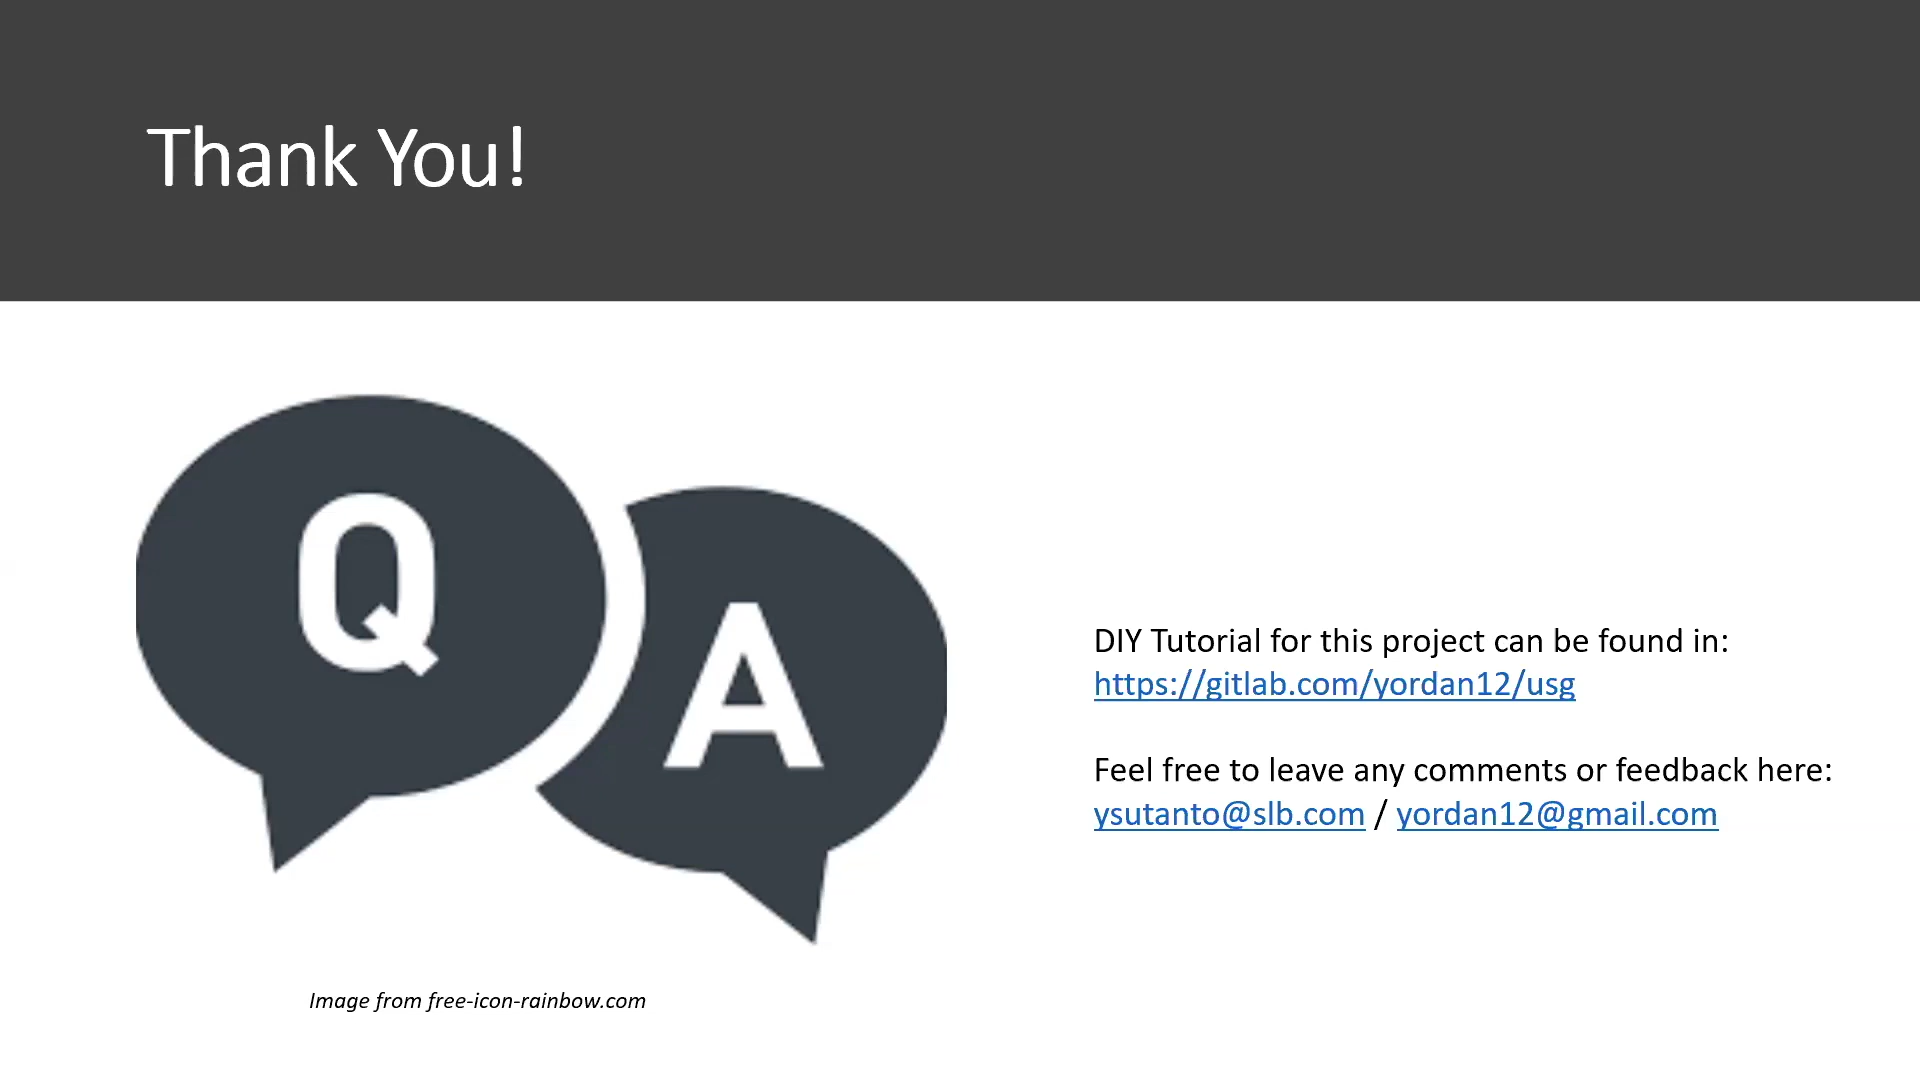 Thank You!
Q
A
DIY Tutorial for this project can be found in:
https://gitlab.com/yordan12/usg
Feel free to leave any comments or feedback here:
ysutanto@slb.com / yordan12@gmail.com
Image from free-icon-rainbow.com